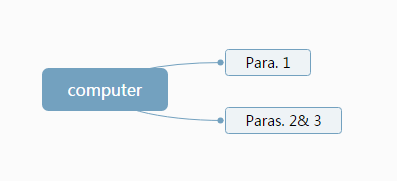 computer
Para. 1
Paras. 2& 3